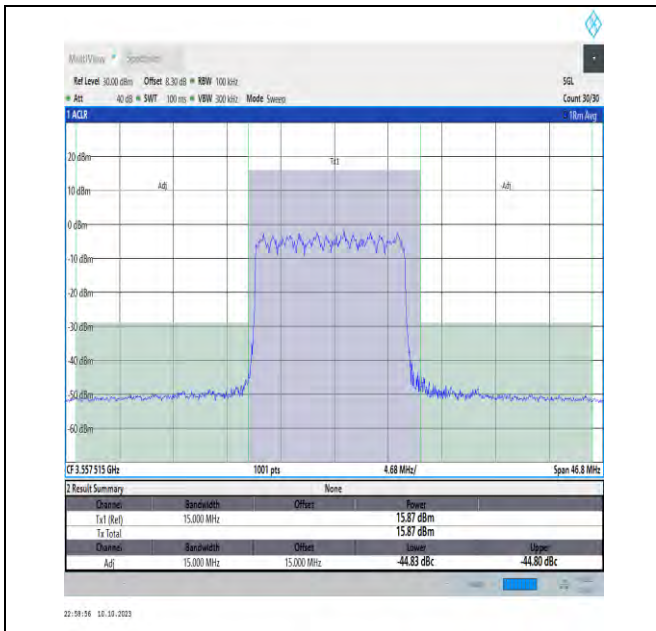 MultiView Spectrum
Ref Level 30.00 dBm Offset 8.30 dB RBW 100 kHz SGL
Att 40 dB SWT 100 ms VBW 300 kHz Mode Sweep Count 30/30
1 ACLR 1Rm Avg
Tx1
20 dBm
Adj Adj
10 dBm
0 dBm
-10 dBm
-20 dBm
-30 dBm
-40 dBm
-50 dBm
-60 dBm
CF 3.557 515 GHz 1001 pts 4.68 MHz/ Span 46.8 MHz
2 Result Summary None
Channel Bandwidth Offset Power
Tx1 (Ref) 15.000 MHz 15.87 dBm
Tx Total 15.87 dBm
Channel Bandwidth Offset Lower Upper
Adj 15.000 MHz 15.000 MHz -44.83 dBc -44.80 dBc
22:58:56 10.10.2023